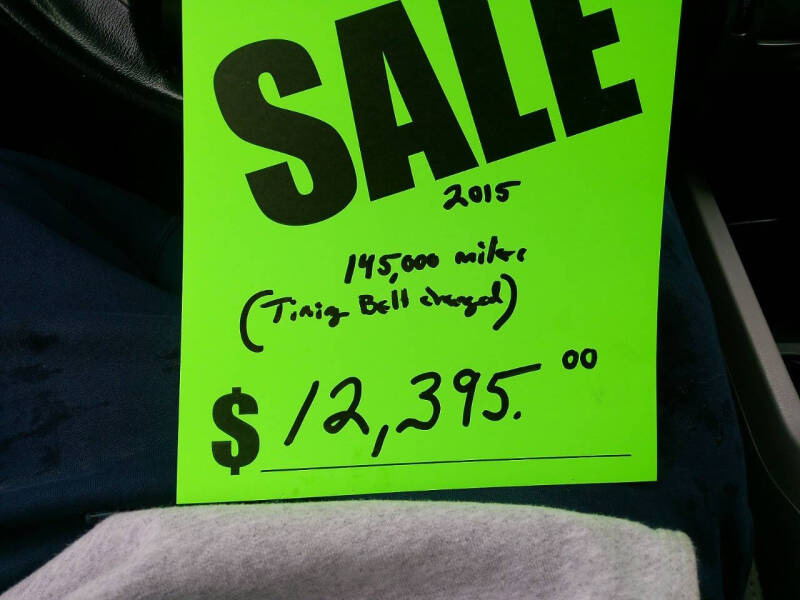 SALE
2015
145,000 miles
(Timing Belt changed)
$ 12,395.00